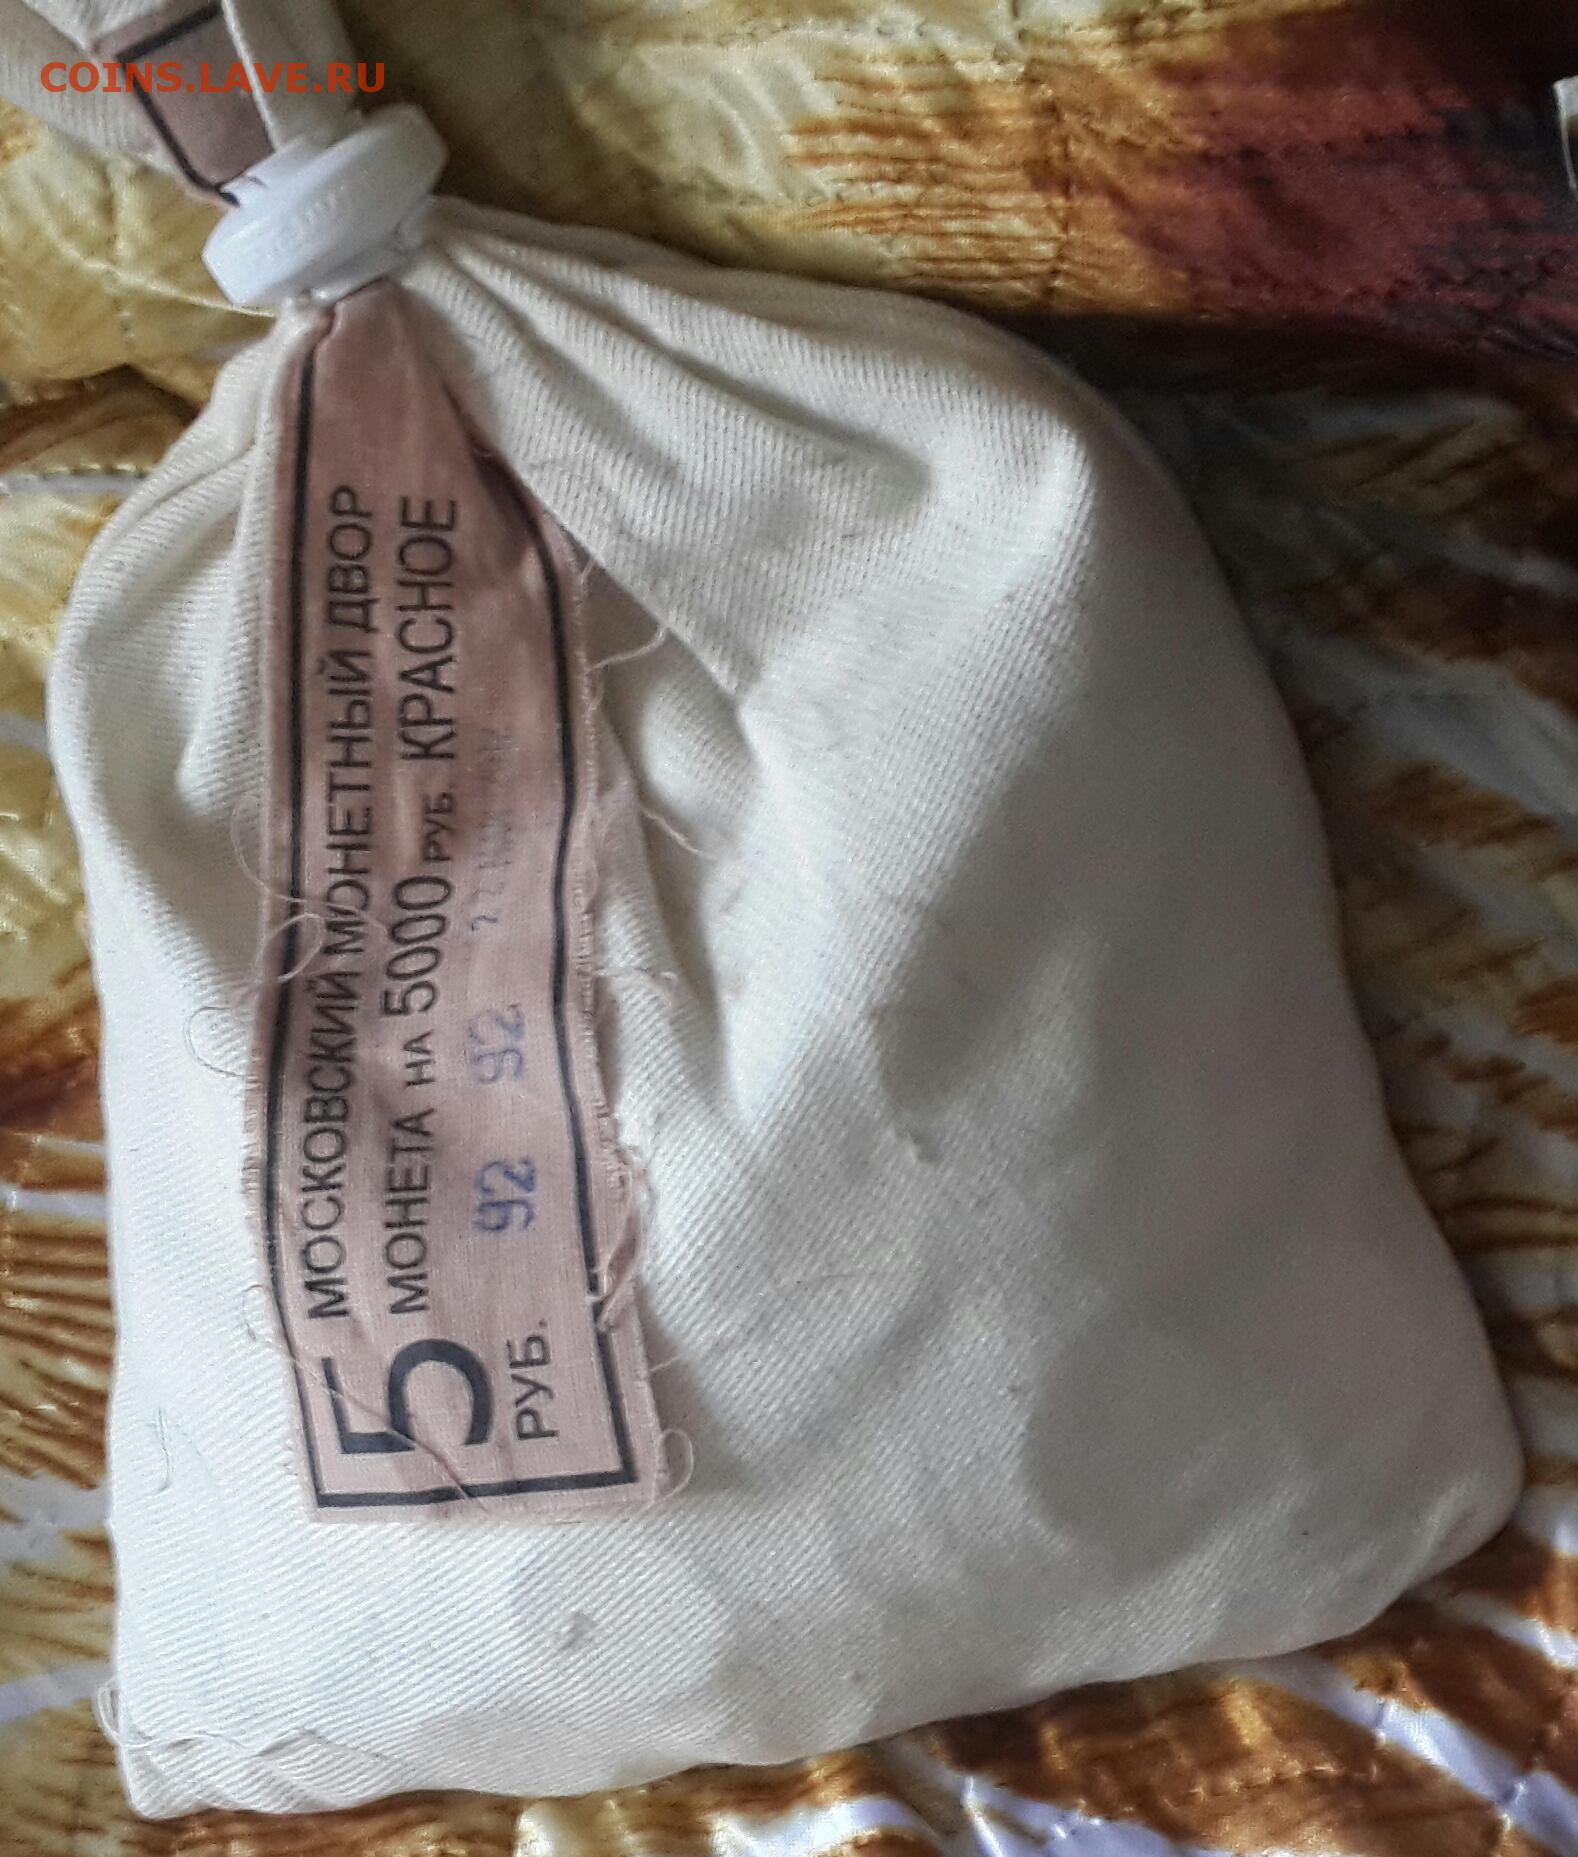 COINS.LAVE.RU
МОСКОВСКИЙ МОНЕТНЫЙ ДВОР
МОНЕТА НА 5000 РУБ. КРАСНОЕ
5
РУБ.
92 92